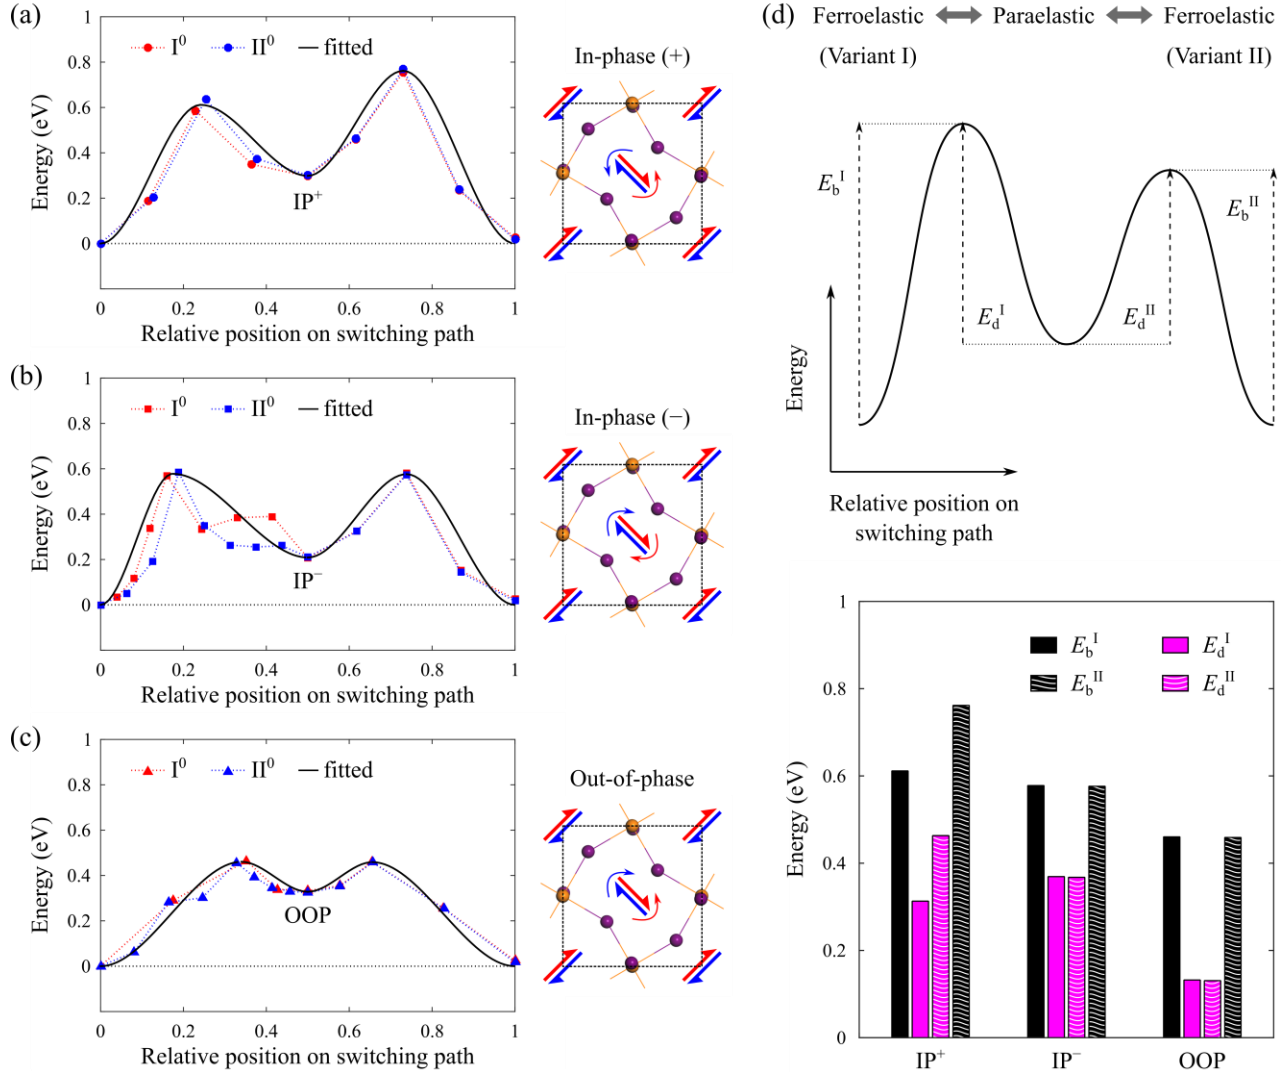 (a)
I⁰ II⁰ fitted
1
0.8
0.6
0.4
0.2
0
Energy (eV)
IP⁺
0 0.2 0.4 0.6 0.8 1
Relative position on switching path
In-phase (+)
(b)
I⁰ II⁰ fitted
1
0.8
0.6
0.4
0.2
0
Energy (eV)
IP⁻
0 0.2 0.4 0.6 0.8 1
Relative position on switching path
In-phase (−)
(c)
I⁰ II⁰ fitted
1
0.8
0.6
0.4
0.2
0
Energy (eV)
OOP
0 0.2 0.4 0.6 0.8 1
Relative position on switching path
Out-of-phase
(d)
Ferroelastic Paraelastic Ferroelastic
(Variant I) (Variant II)
E_b^I
E_b^II
E_d^I E_d^II
Energy
Relative position on
switching path
1
0.8
0.6
0.4
0.2
0
Energy (eV)
E_b^I E_d^I
E_b^II E_d^II
IP⁺ IP⁻ OOP